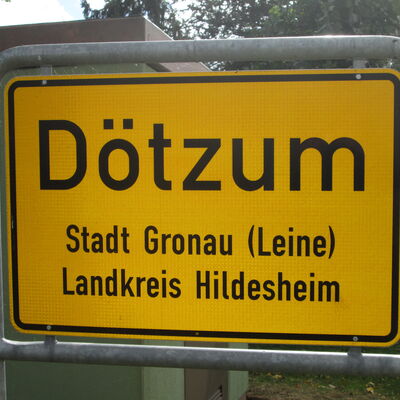 Dötzum
Stadt Gronau (Leine)
Landkreis Hildesheim